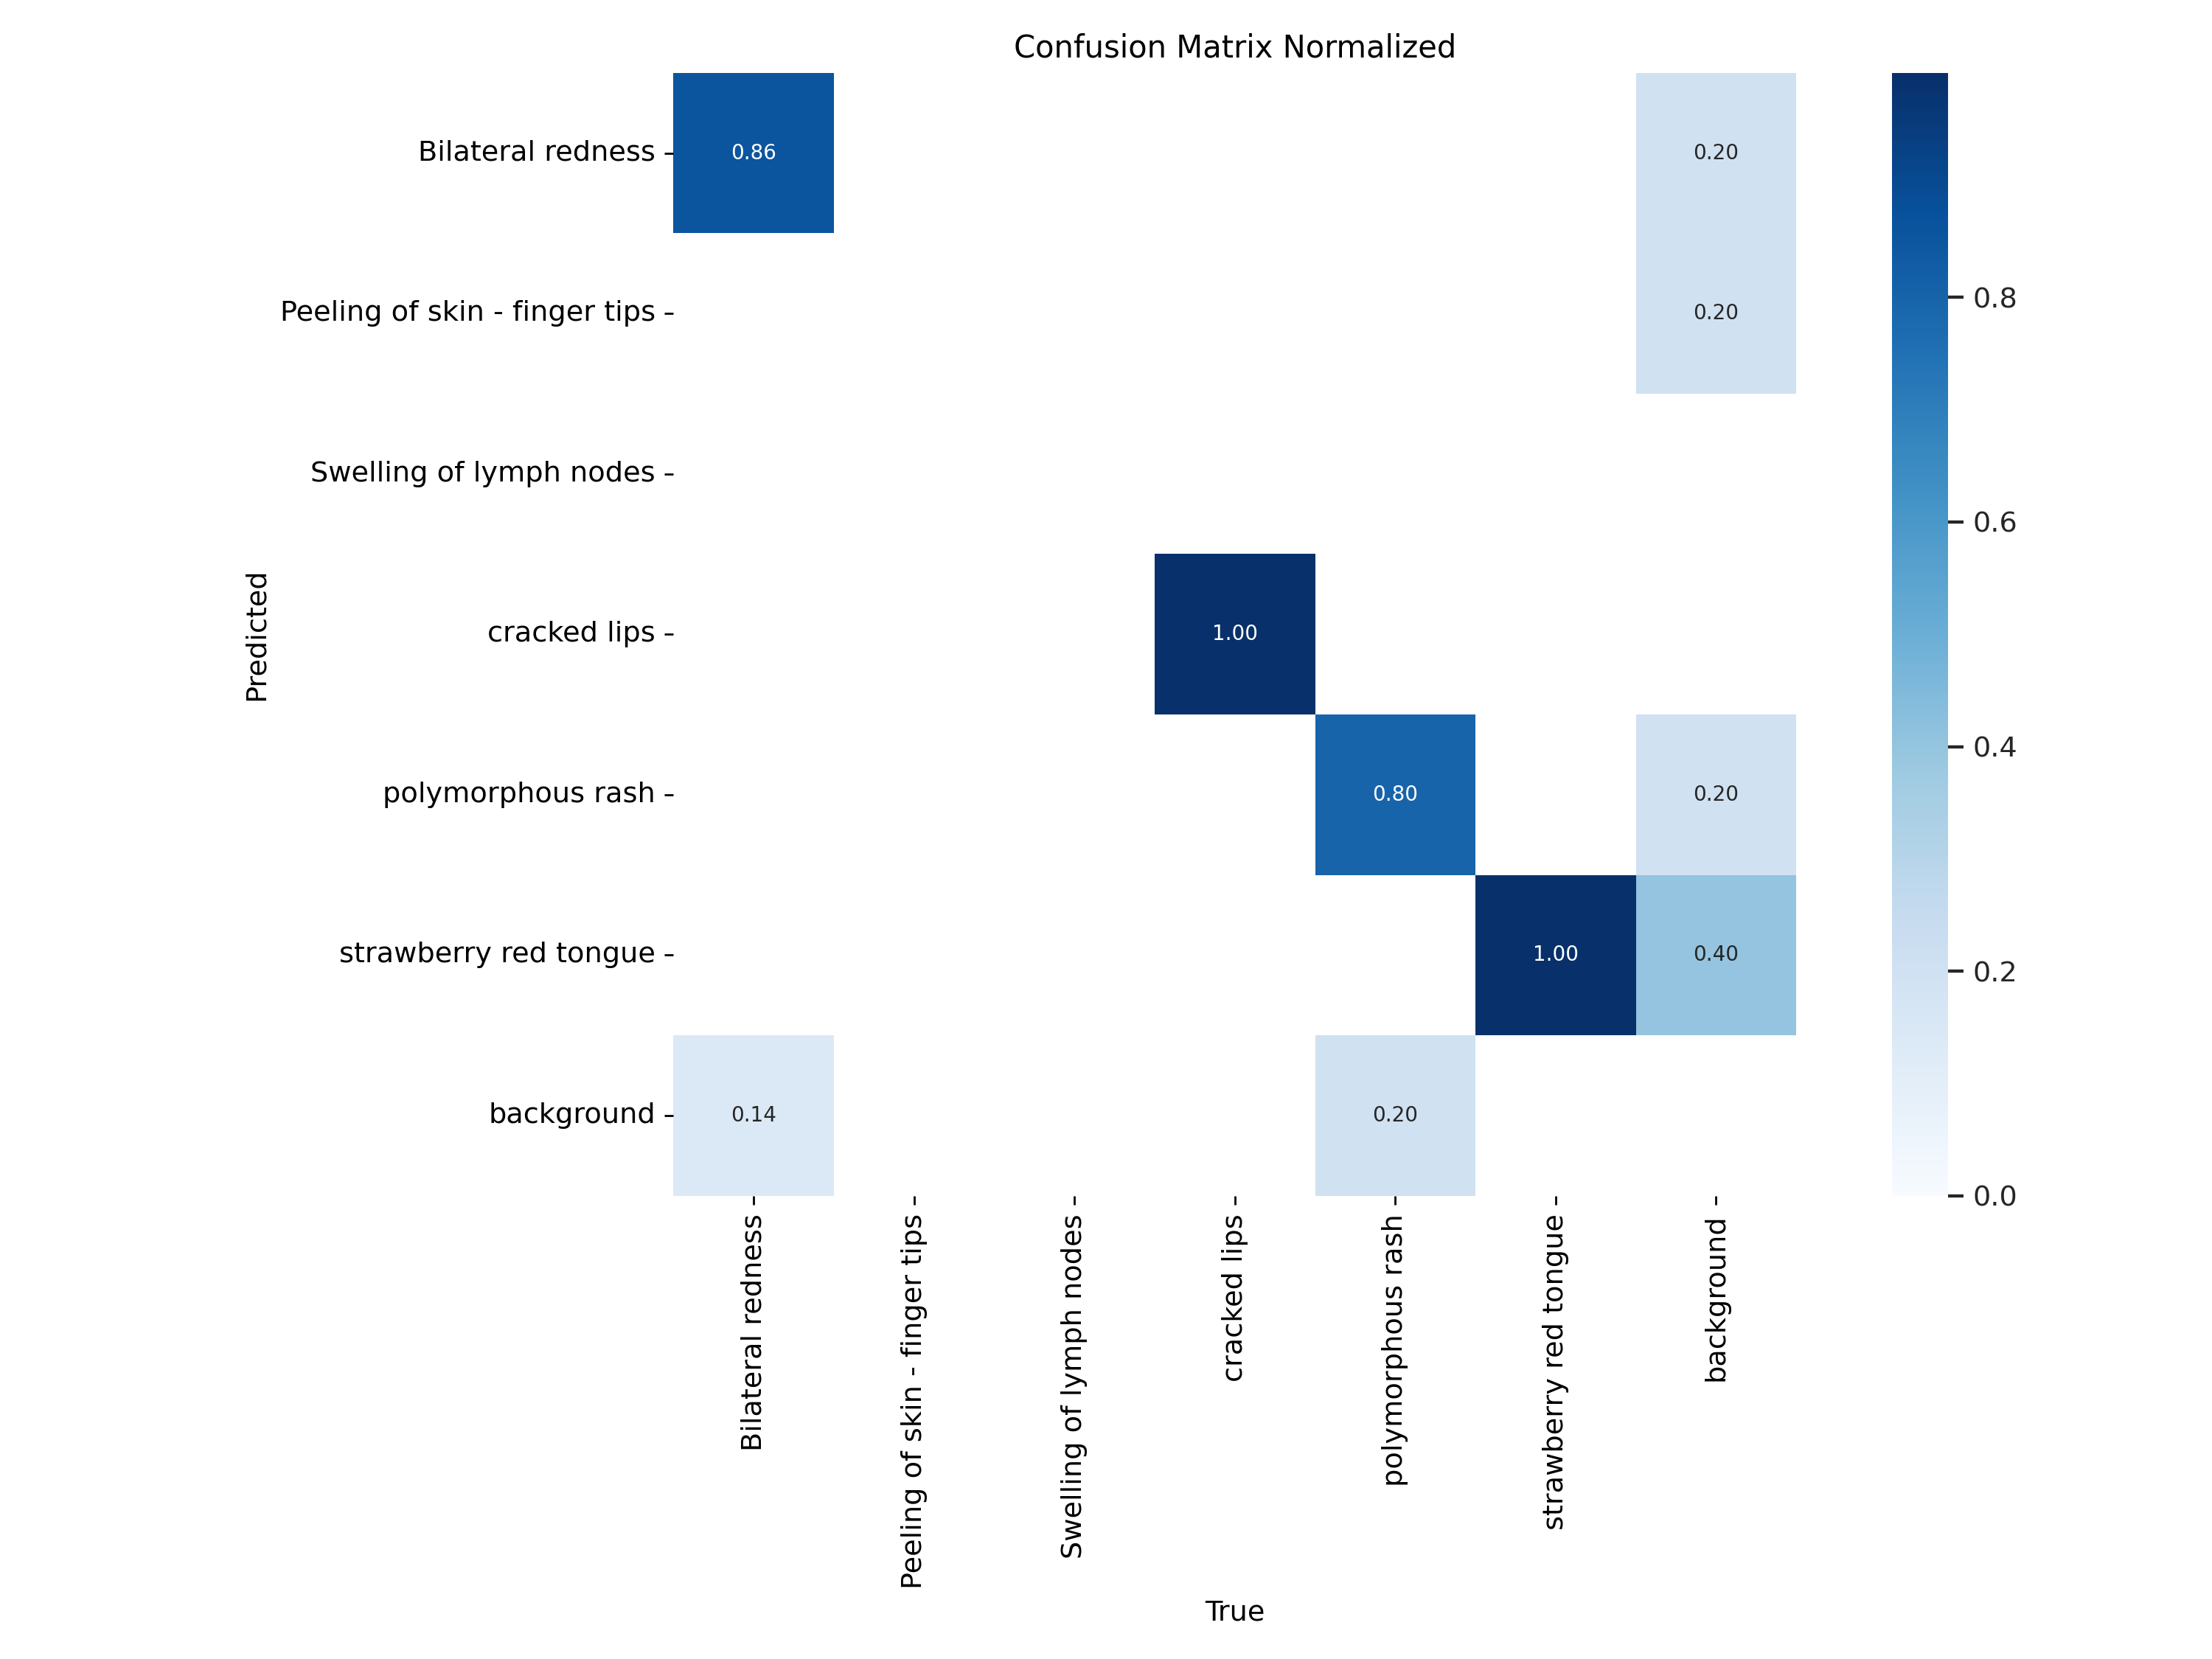 Confusion Matrix Normalized
Bilateral redness
0.86
0.20
Peeling of skin - finger tips
0.20
Swelling of lymph nodes
cracked lips
1.00
polymorphous rash
0.80
0.20
strawberry red tongue
1.00
0.40
background
0.14
0.20
Predicted
Bilateral redness
Peeling of skin - finger tips
Swelling of lymph nodes
cracked lips
polymorphous rash
strawberry red tongue
background
True
0.8
0.6
0.4
0.2
0.0